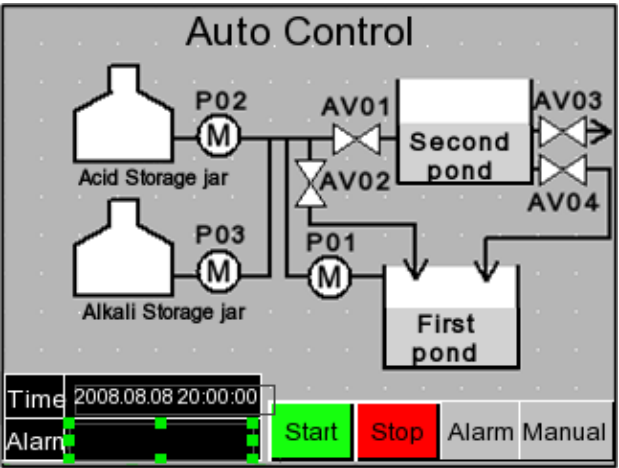 Auto Control
P02
AV01
AV03
M
Second
pond
Acid Storage jar
AV02
AV04
P03
P01
M
M
Alkali Storage jar
First
pond
Time 2008.08.08 20:00:00
Alarn
Start Stop Alarm Manual